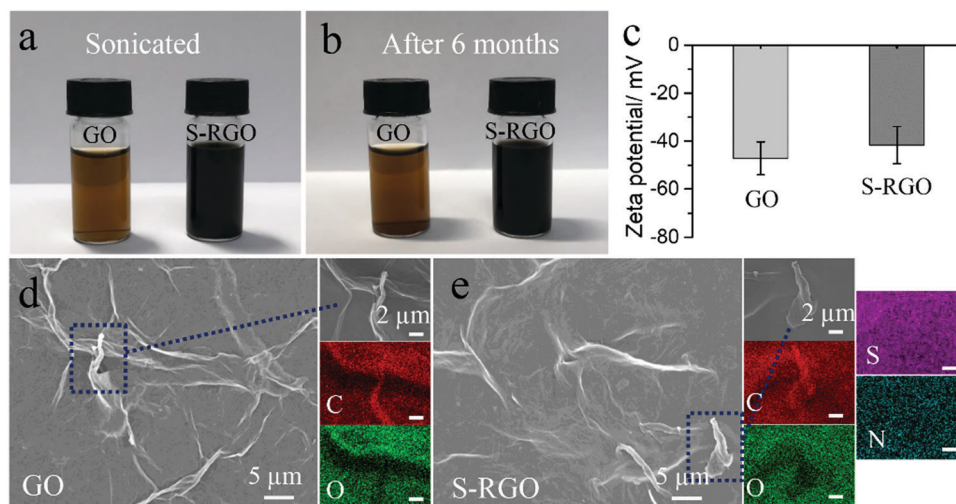 a
Sonicated
GO
S-RGO
b
After 6 months
GO
S-RGO
c
Zeta potential/ mV
0
-20
-40
-60
-80
GO
S-RGO
d
GO
5 µm
2 µm
C
O
e
S-RGO
5 µm
2 µm
C
O
S
N